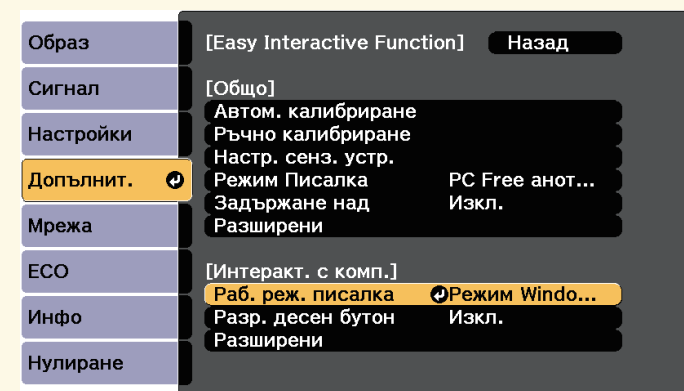 Образ
Сигнал
Настройки
Допълнит.
Мрежа
ECO
Инфо
Нулиране
[Easy Interactive Function] Назад
[Общо]
Автом. калибриране
Ръчно калибриране
Настр. сенз. устр.
Режим Писалка PC Free анот...
Задържане над Изкл.
Разширени
[Интеракт. с комп.]
Раб. реж. писалка Режим Windo...
Разр. десен бутон Изкл.
Разширени